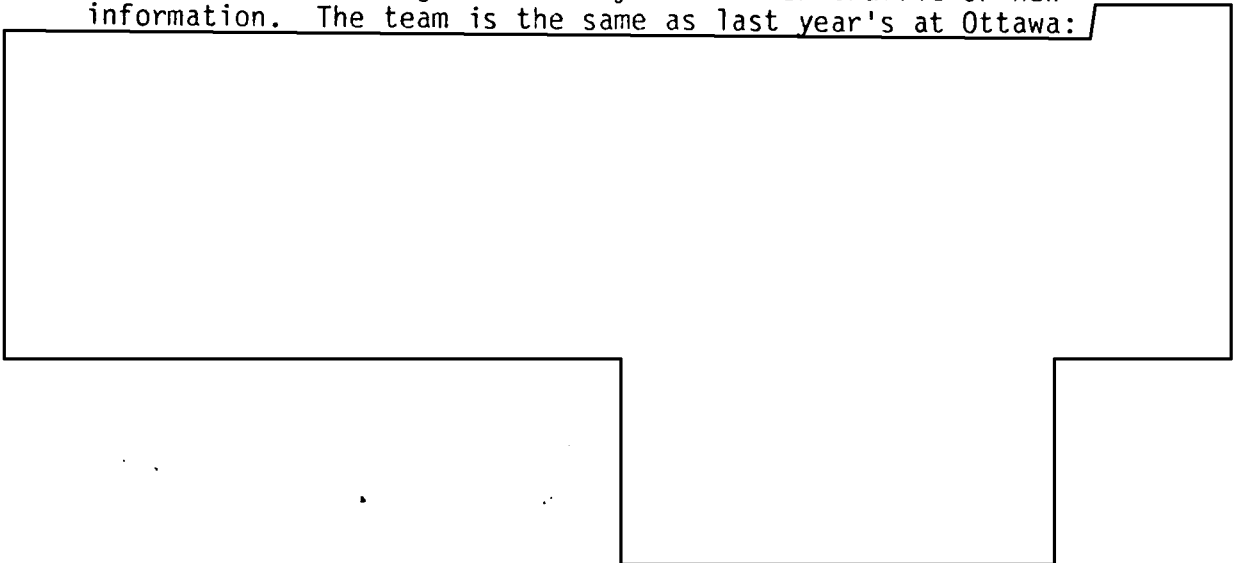 information. The team is the same as last year's at Ottawa: